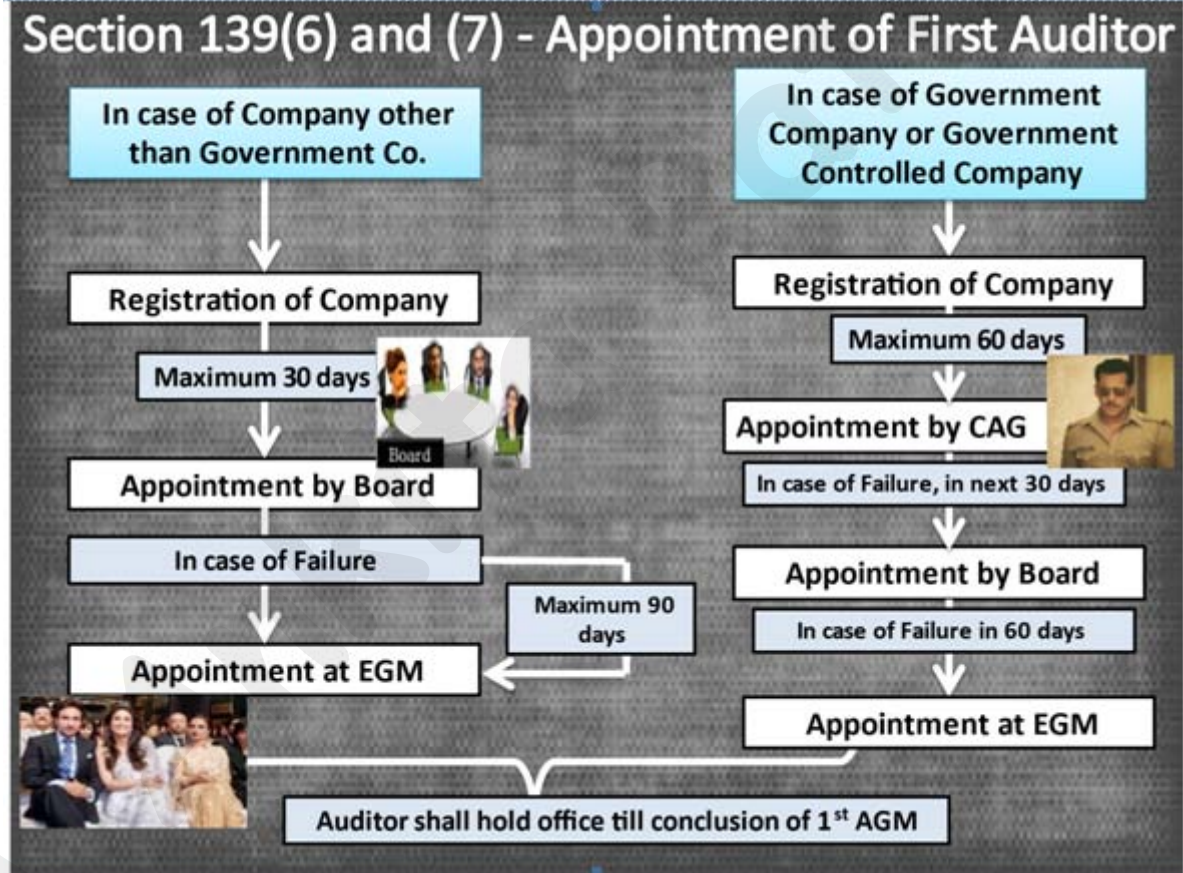 Section 139(6) and (7) - Appointment of First Auditor
In case of Company other
than Government Co.
Registration of Company
Maximum 30 days
Board
Appointment by Board
In case of Failure
Maximum 90
days
Appointment at EGM
In case of Government
Company or Government
Controlled Company
Registration of Company
Maximum 60 days
Appointment by CAG
In case of Failure, in next 30 days
Appointment by Board
In case of Failure in 60 days
Appointment at EGM
Auditor shall hold office till conclusion of 1st AGM